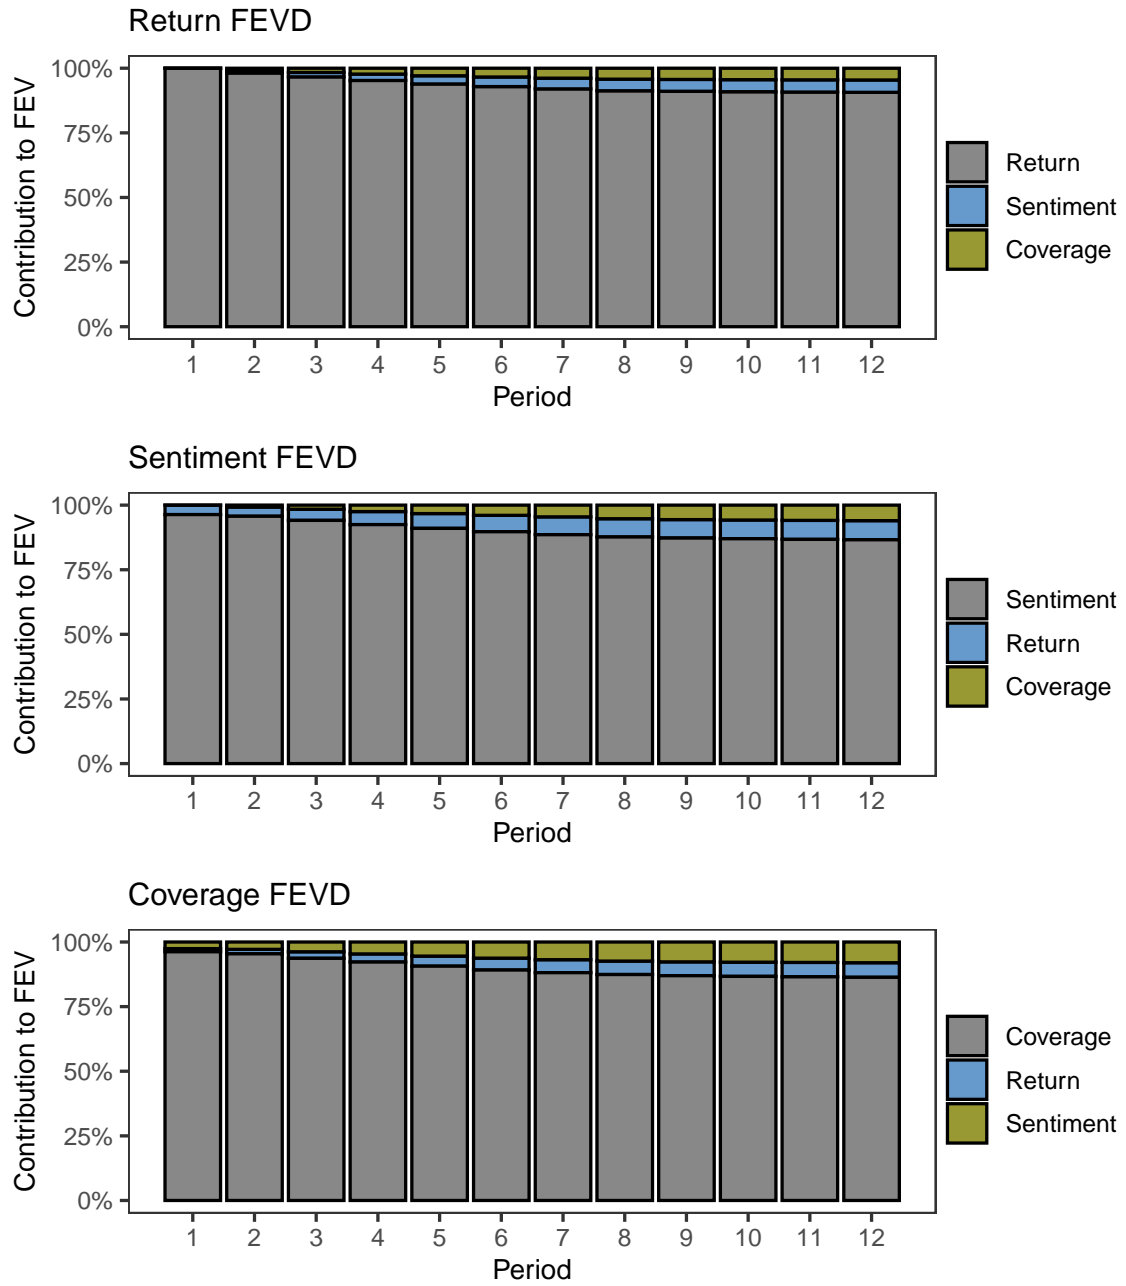 Return FEVD
Contribution to FEV
100%
75%
50%
25%
0%
1 2 3 4 5 6 7 8 9 10 11 12
Period
Return
Sentiment
Coverage
Sentiment FEVD
Contribution to FEV
100%
75%
50%
25%
0%
1 2 3 4 5 6 7 8 9 10 11 12
Period
Sentiment
Return
Coverage
Coverage FEVD
Contribution to FEV
100%
75%
50%
25%
0%
1 2 3 4 5 6 7 8 9 10 11 12
Period
Coverage
Return
Sentiment